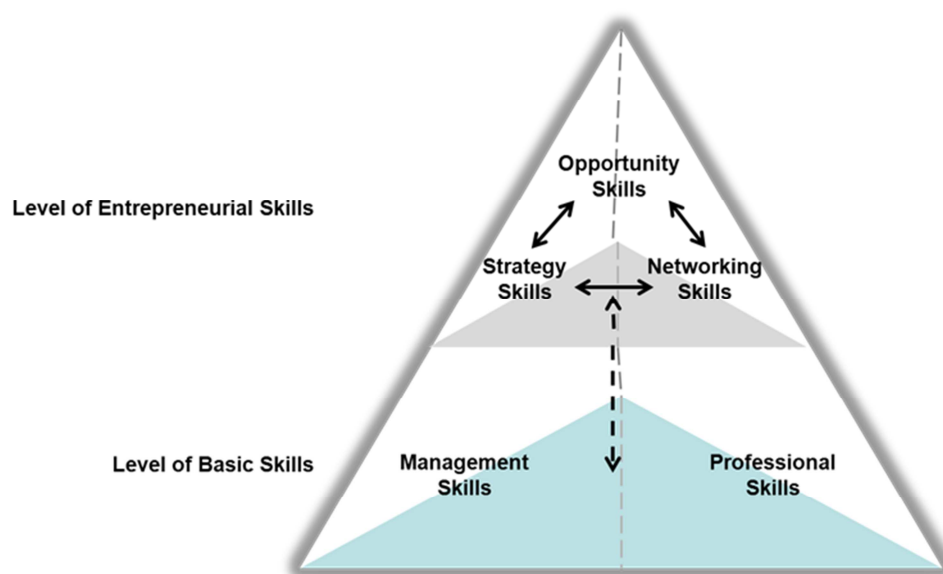 Opportunity
Skills
Level of Entrepreneurial Skills
Strategy
Skills
Networking
Skills
Level of Basic Skills
Management
Skills
Professional
Skills